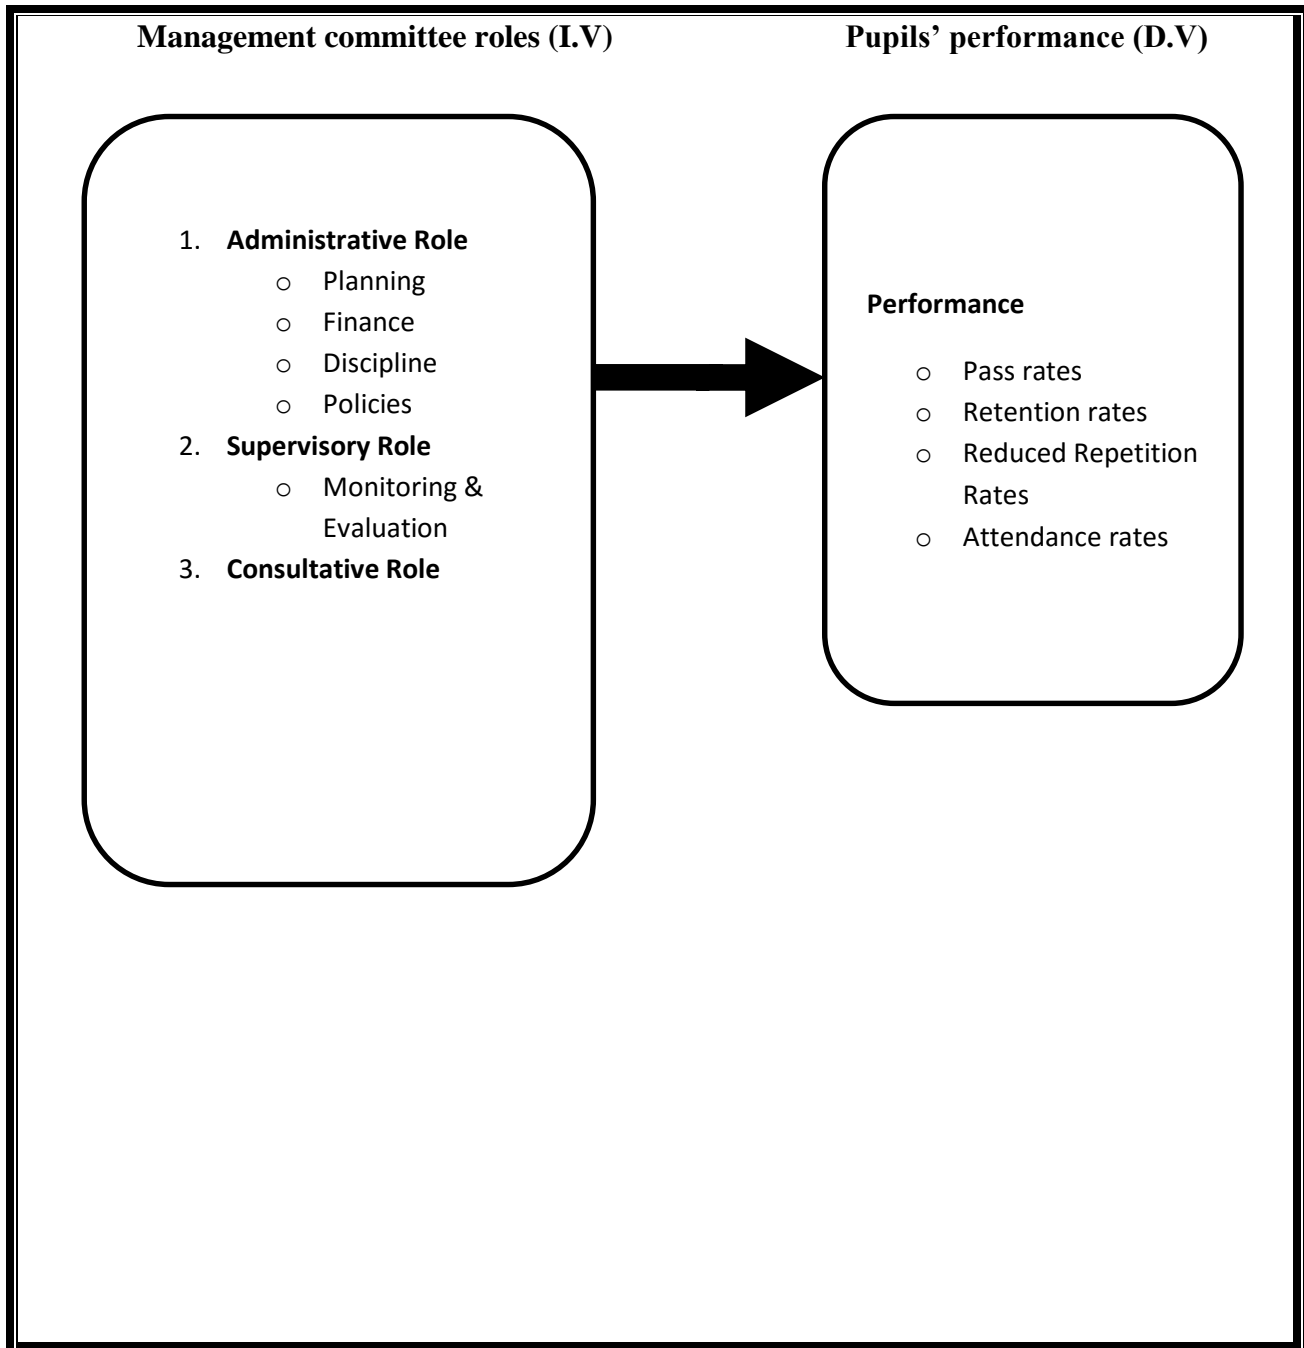 Management committee roles (I.V)
Pupils’ performance (D.V)
1. Administrative Role
o Planning
o Finance
o Discipline
o Policies
2. Supervisory Role
o Monitoring &
Evaluation
3. Consultative Role
Performance
o Pass rates
o Retention rates
o Reduced Repetition
Rates
o Attendance rates